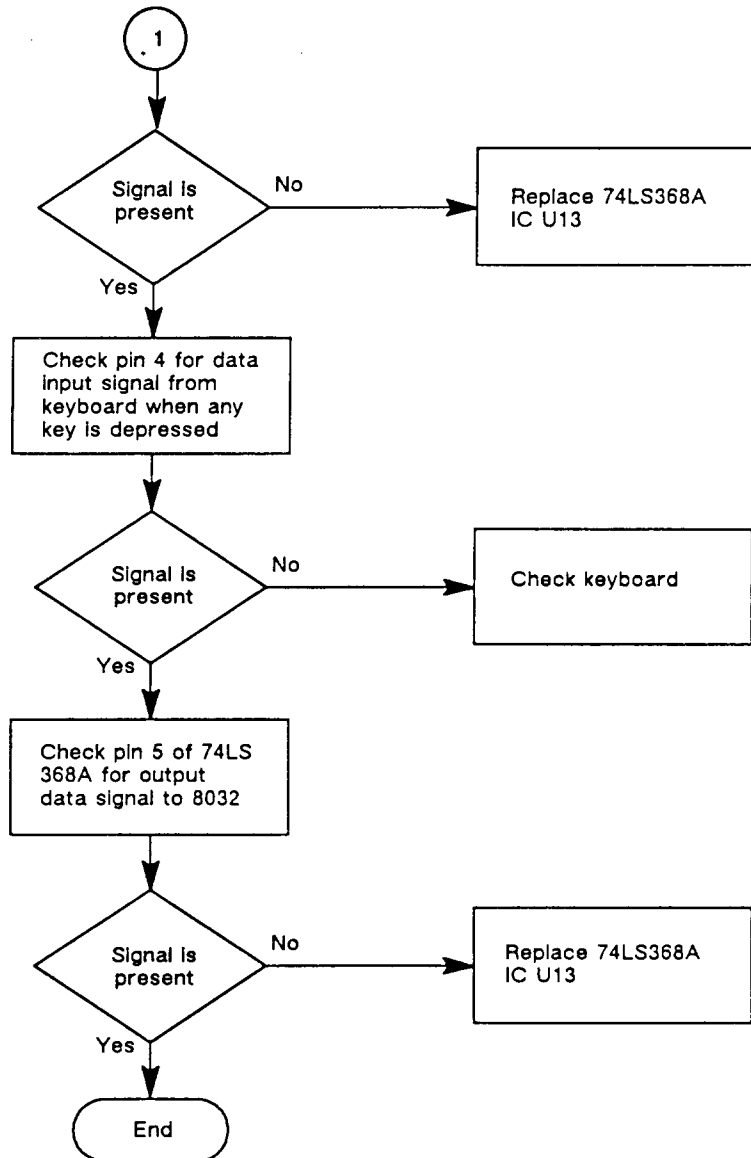 1
Signal is
present
No
Replace 74LS368A
IC U13
Yes
Check pin 4 for data
input signal from
keyboard when any
key is depressed
Signal is
present
No
Check keyboard
Yes
Check pin 5 of 74LS
368A for output
data signal to 8032
Signal is
present
No
Replace 74LS368A
IC U13
Yes
End